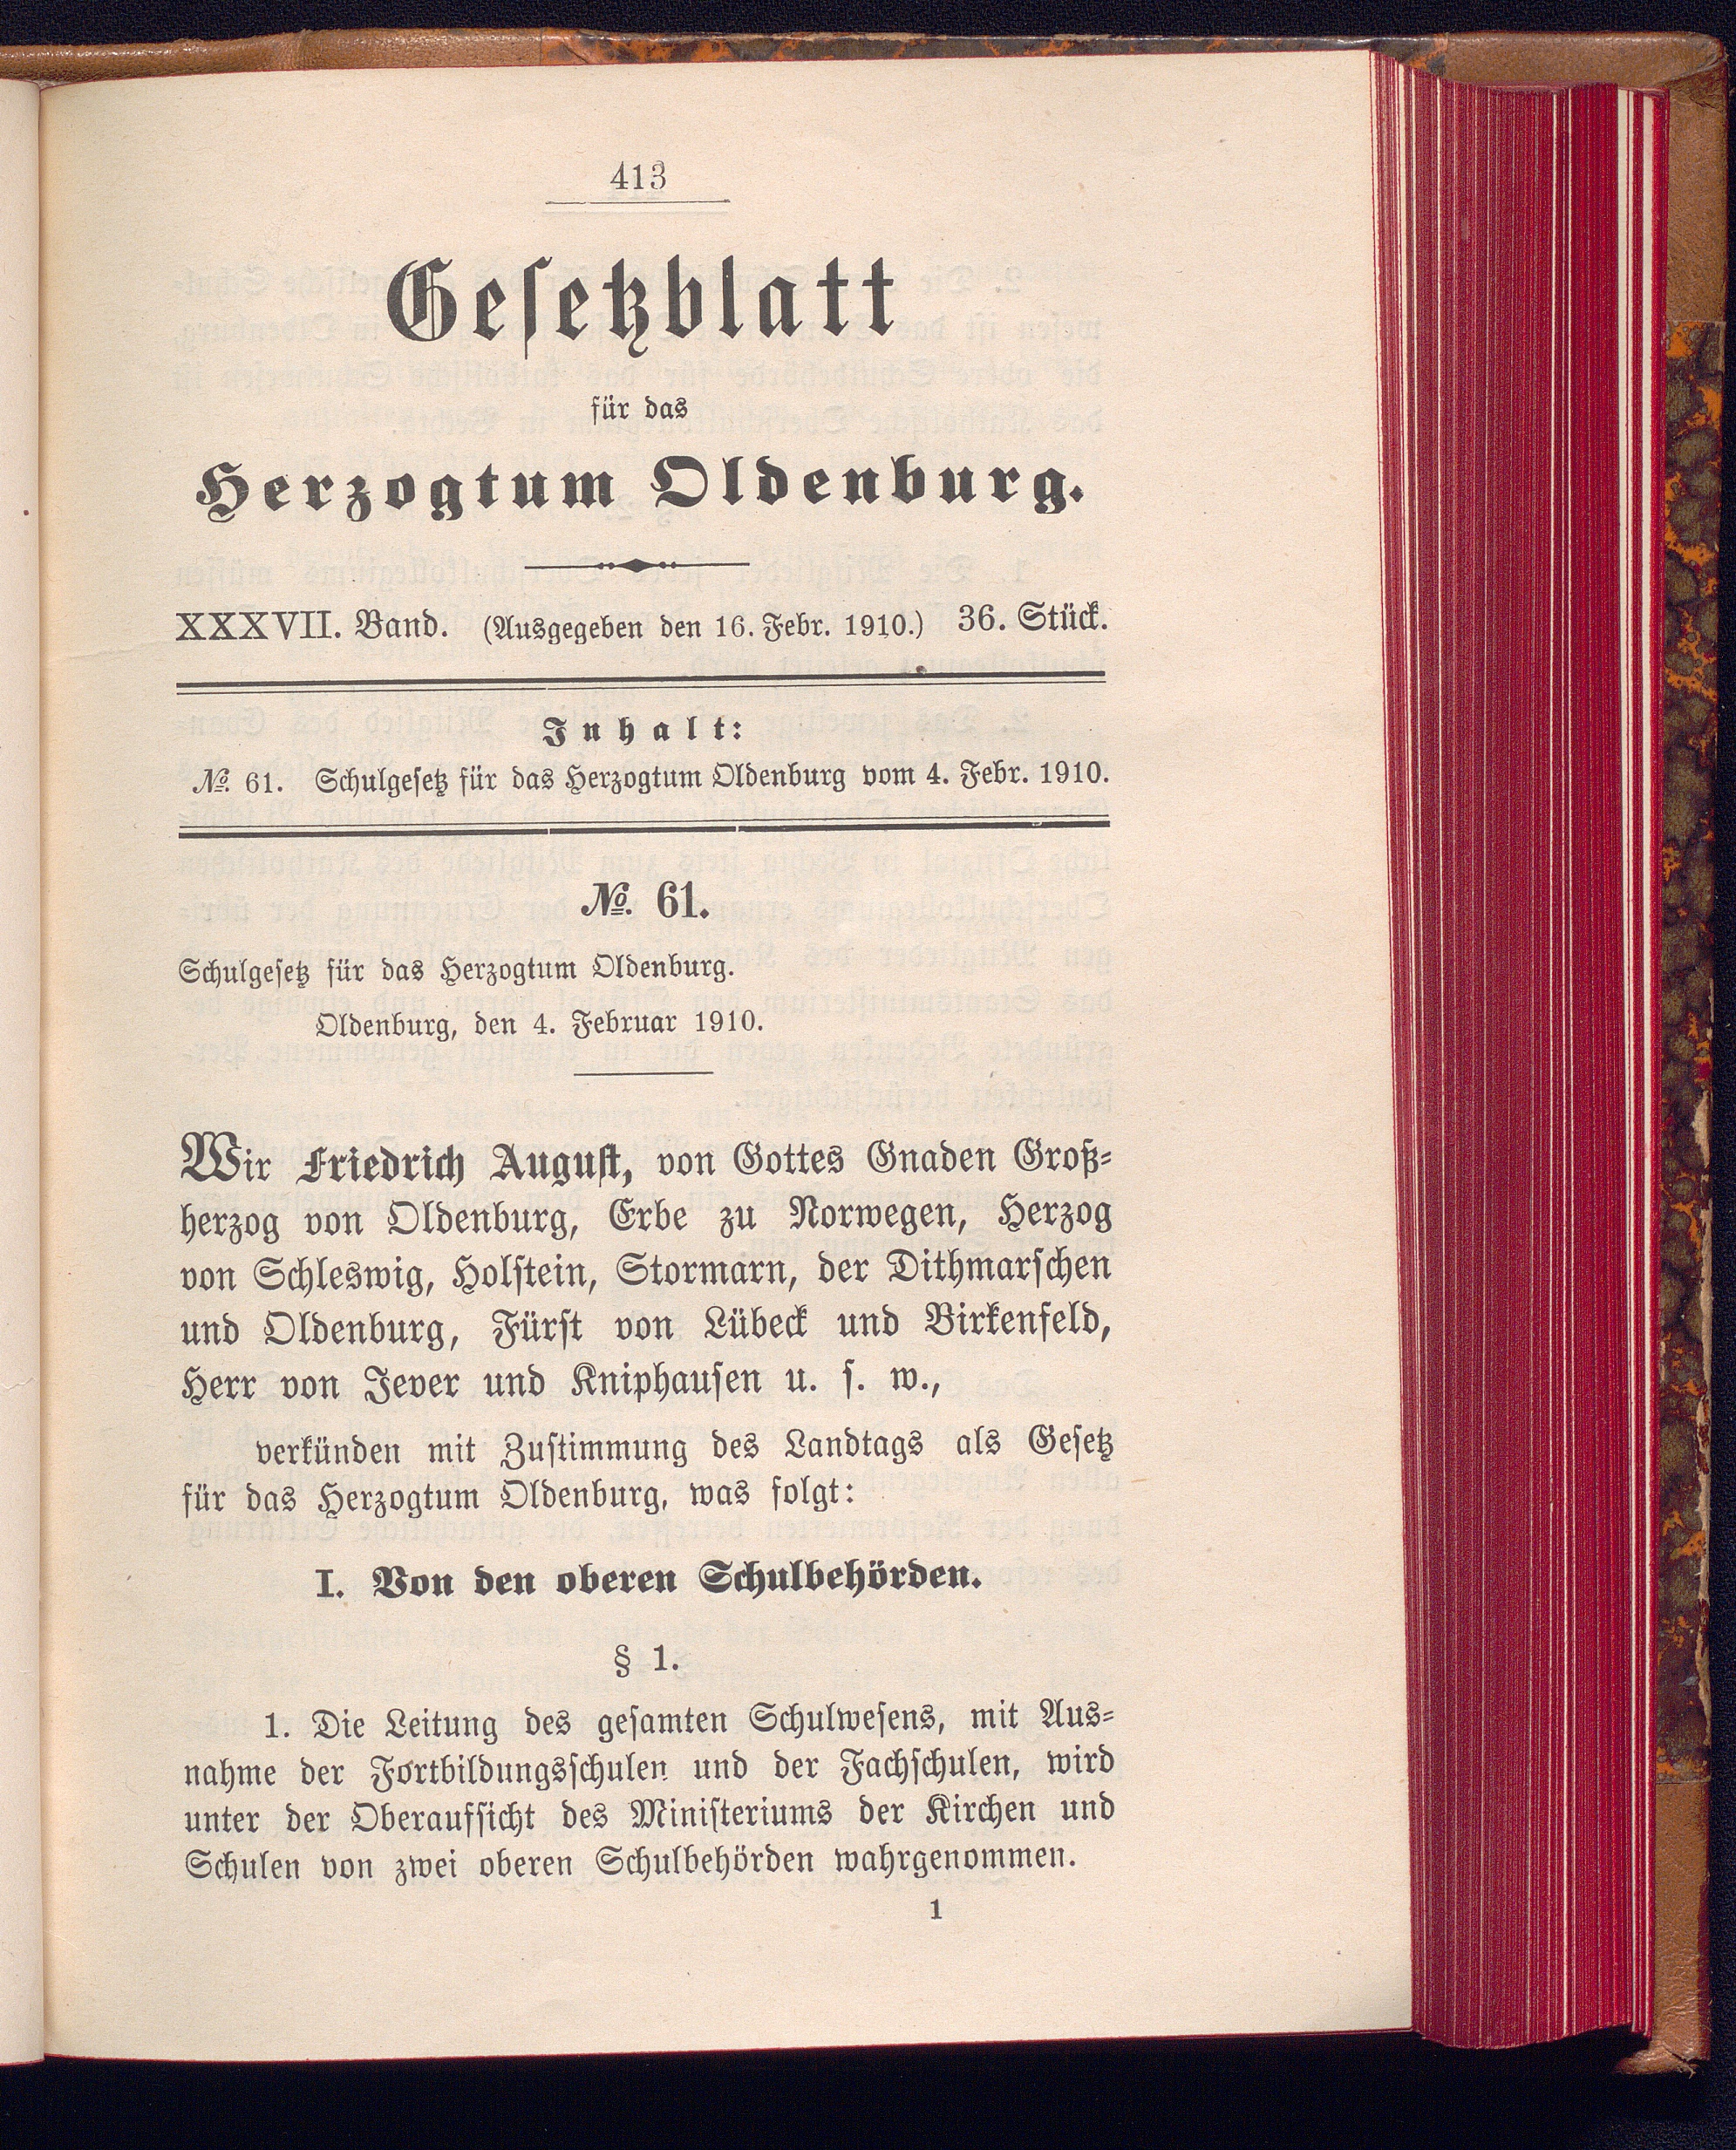 413
Gesetzblatt
für das
Herzogtum Oldenburg.
XXXVII. Band. (Ausgegeben den 16. Febr. 1910.) 36. Stück.
Inhalt:
№ 61. Schulgesetz für das Herzogtum Oldenburg vom 4. Febr. 1910.
№ 61.
Schulgesetz für das Herzogtum Oldenburg.
Oldenburg, den 4. Februar 1910.
Wir Friedrich August, von Gottes Gnaden Groß-
herzog von Oldenburg, Erbe zu Norwegen, Herzog
von Schleswig, Holstein, Stormarn, der Dithmarschen
und Oldenburg, Fürst von Lübeck und Birkenfeld,
Herr von Jever und Kniphausen u. s. w.,
verkünden mit Zustimmung des Landtags als Gesetz
für das Herzogtum Oldenburg, was folgt:
I. Von den oberen Schulbehörden.
§ 1.
1. Die Leitung des gesamten Schulwesens, mit Aus-
nahme der Fortbildungsschulen und der Fachschulen, wird
unter der Oberaufsicht des Ministeriums der Kirchen und
Schulen von zwei oberen Schulbehörden wahrgenommen.
1